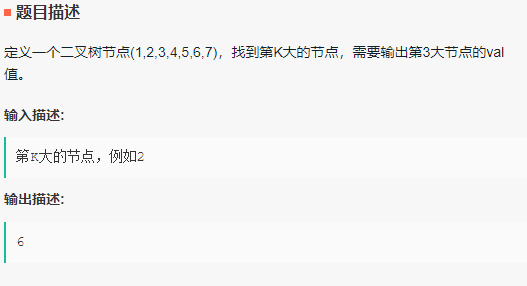 题目描述
定义一个二叉树节点(1,2,3,4,5,6,7)，找到第K大的节点，需要输出第3大节点的val
值。
输入描述:
第K大的节点，例如2
输出描述:
6